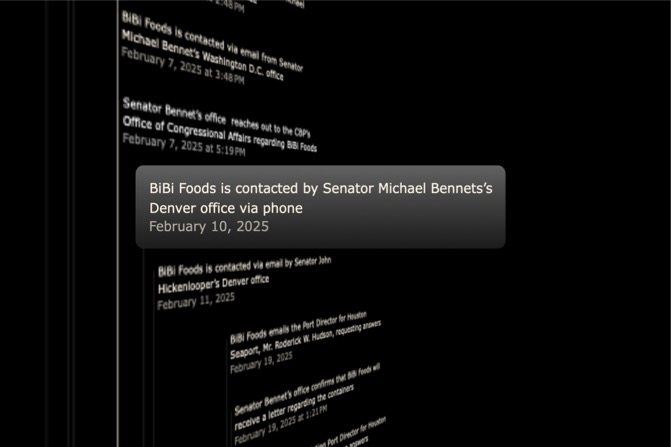 2:48 PM
BiBi Foods is contacted via email from Senator
Michael Bennet's Washington D.C. office
February 7, 2025 at 3:48 PM
Senator Bennet's office reaches out to the CBP's
Office of Congressional Affairs regarding BiBi Foods
February 7, 2025 at 5:19 PM
BiBi Foods is contacted by Senator Michael Bennets's
Denver office via phone
February 10, 2025
BiBi Foods is contacted via email by Senator John
Hickenlooper's Denver office
February 11, 2025
BiBi Foods emails the Port Director for Houston
Seaport, Mr. Roderick W. Hudson, requesting answers
February 19, 2025
Senator Bennet's office confirms that BiBi Foods will
receive a letter regarding the containers
February 19, 2025 at 1:21 PM
Port Director for Houston
answers